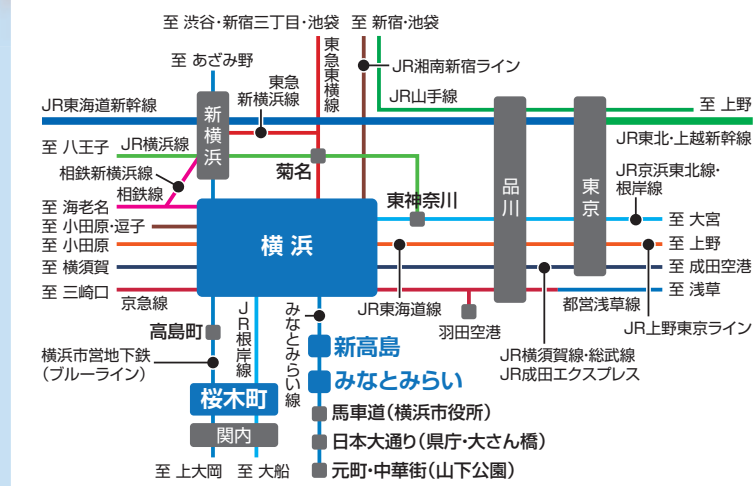 至 渋谷・新宿三丁目・池袋
至 新宿・池袋
至 あざみ野
東急東横線
JR湘南新宿ライン
東急
新横浜線
JR山手線
JR東海道新幹線
新横浜
至 上野
至 八王子
JR横浜線
JR東北・上越新幹線
相鉄新横浜線
菊名
品川
東京
JR京浜東北線・
根岸線
相鉄線
東神奈川
至 海老名
至 大宮
至 小田原・逗子
横浜
至 小田原
至 上野
至 横須賀
至 成田空港
至 三崎口
京急線
至 浅草
都営浅草線
JR東海道線
羽田空港
JR上野東京ライン
高島町
JR根岸線
みなとみらい線
新高島
横浜市営地下鉄
（ブルーライン）
JR横須賀線・総武線
JR成田エクスプレス
みなとみらい
桜木町
馬車道（横浜市役所）
関内
日本大通り（県庁・大さん橋）
至 上大岡
至 大船
元町・中華街（山下公園）